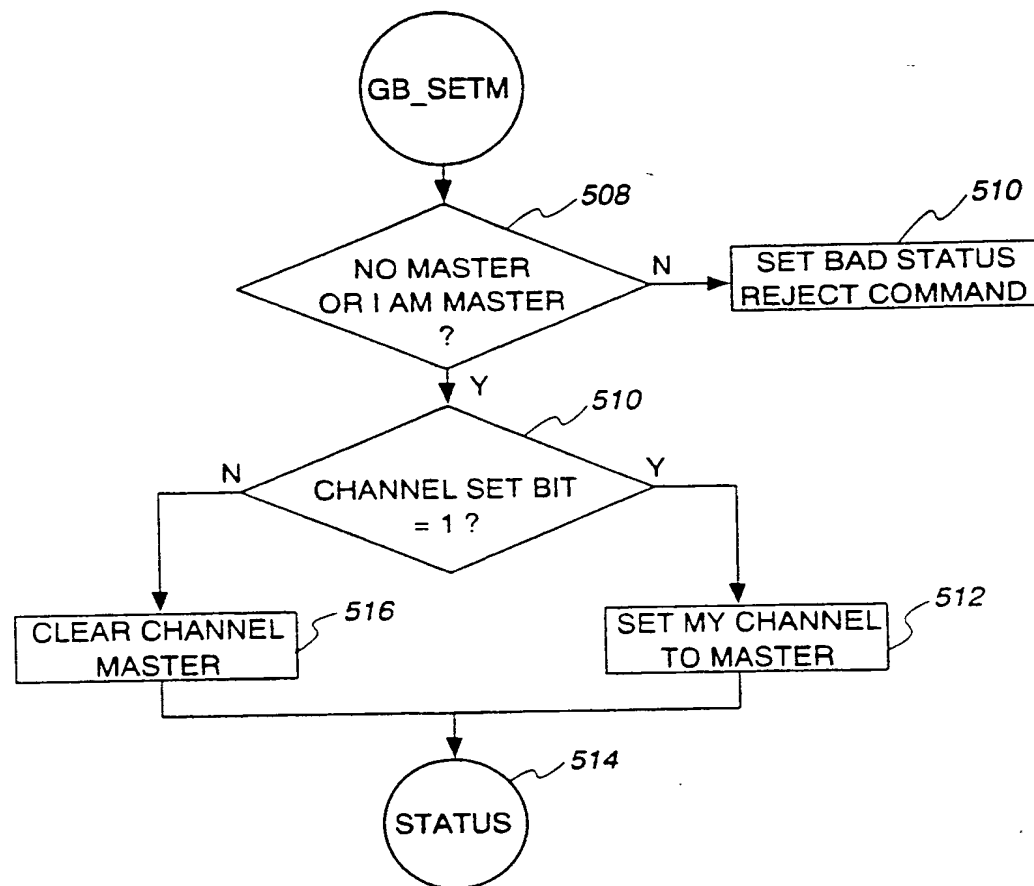 GB_SETM
508
NO MASTER
OR I AM MASTER
?
N
510
SET BAD STATUS
REJECT COMMAND
Y
510
N
CHANNEL SET BIT
= 1 ?
Y
516
CLEAR CHANNEL
MASTER
512
SET MY CHANNEL
TO MASTER
514
STATUS